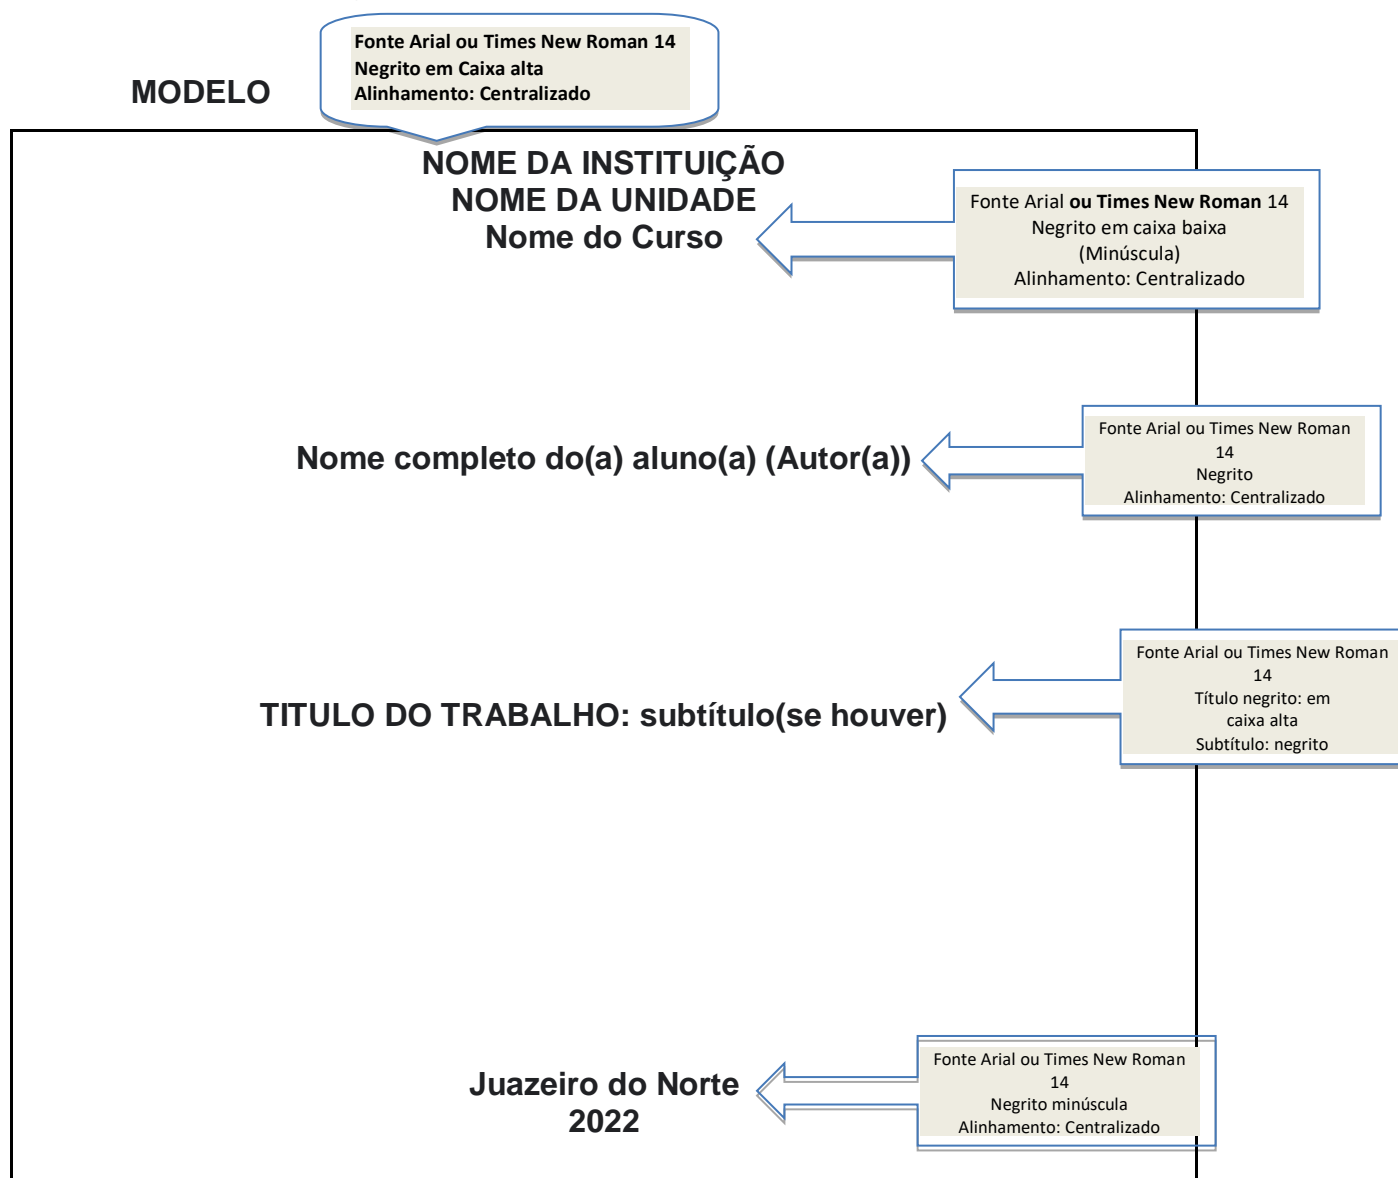 Fonte Arial ou Times New Roman 14
Negrito em Caixa alta
Alinhamento: Centralizado
MODELO
NOME DA INSTITUIÇÃO
NOME DA UNIDADE
Nome do Curso
Fonte Arial ou Times New Roman 14
Negrito em caixa baixa
(Minúscula)
Alinhamento: Centralizado
Nome completo do(a) aluno(a) (Autor(a))
Fonte Arial ou Times New Roman
14
Negrito
Alinhamento: Centralizado
TITULO DO TRABALHO: subtítulo(se houver)
Fonte Arial ou Times New Roman
14
Título negrito: em
caixa alta
Subtítulo: negrito
Juazeiro do Norte
2022
Fonte Arial ou Times New Roman
14
Negrito minúscula
Alinhamento: Centralizado